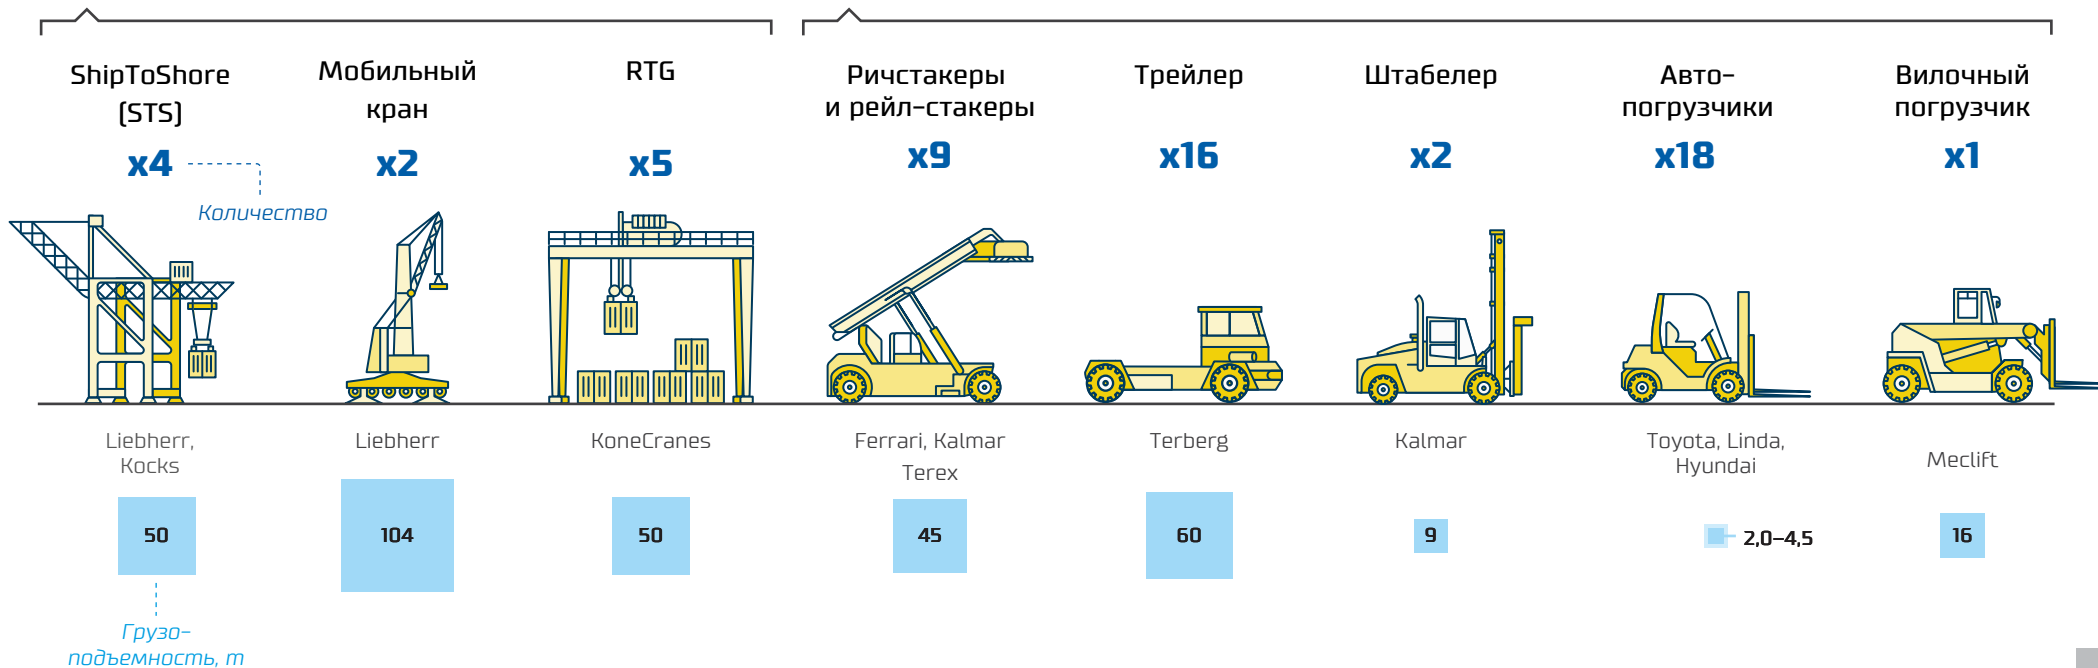 ShipToShore
(STS)
x4
Количество
Мобильный
кран
x2
RTG
x5
Ричстакеры
и рейл-стакеры
x9
Трейлер
x16
Штабелер
x2
Авто-
погрузчики
x18
Вилочный
погрузчик
x1
Liebherr,
Kocks
Liebherr
KoneCranes
Ferrari, Kalmar
Terex
Terberg
Kalmar
Toyota, Linda,
Hyundai
Meclift
50
104
50
45
60
9
2,0–4,5
16
Грузо-
подъемность, т